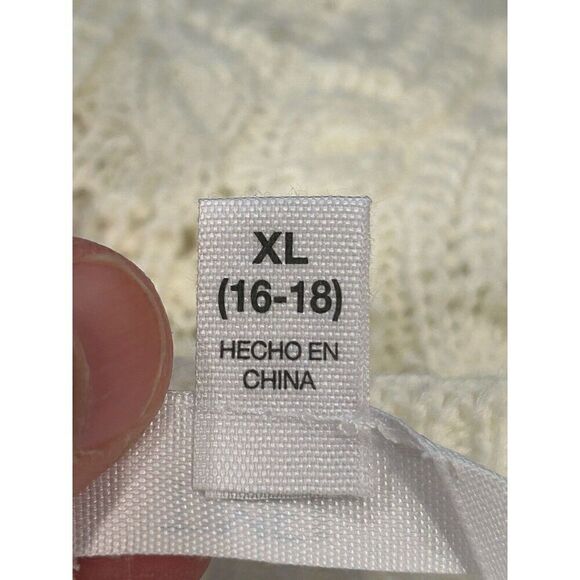 XL
(16-18)
HECHO EN
CHINA